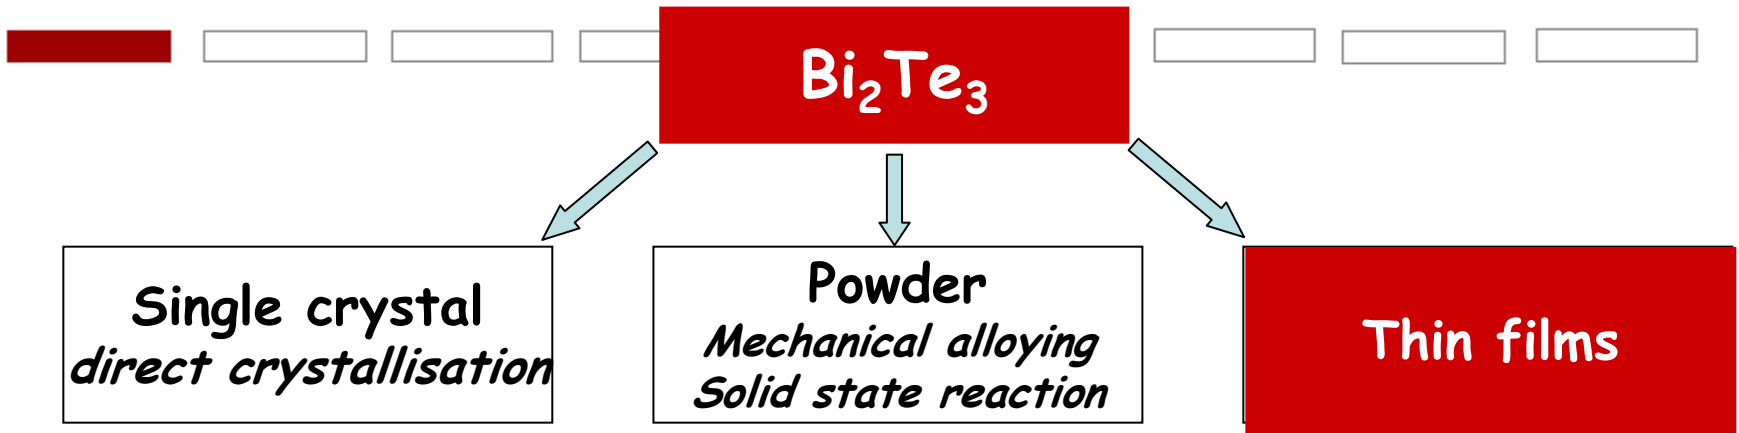 Bi₂Te₃
Single crystal
direct crystallisation
Powder
Mechanical alloying
Solid state reaction
Thin films